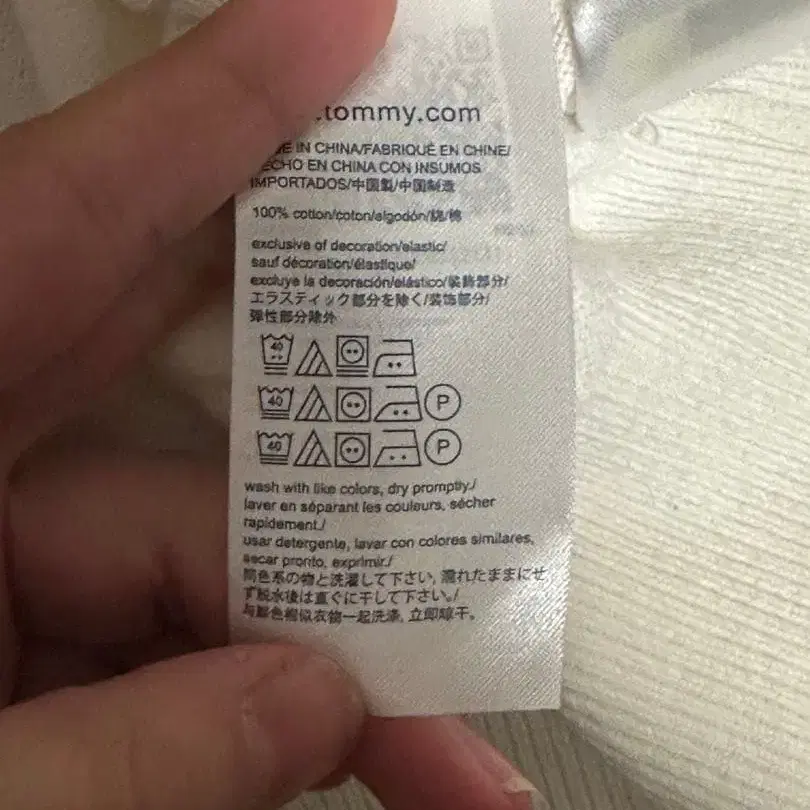 .tommy.com
E IN CHINA/FABRIQUÉ EN CHINE/
ECHO EN CHINA CON INSUMOS
IMPORTADOS/中国製/中国制造
100% cotton/coton/algodón/綿/棉
exclusive of decoration/elastic/
sauf décoration/élastique/
excluye la decoración/elástico/装飾部分/
エラスティック部分を除く/装饰部分/
弹性部分除外
40
40 P
40 P
wash with like colors, dry promptly./
laver en séparant les couleurs, sécher
rapidement./
usar detergente, lavar con colores similares,
secar pronto, exprimir./
同色系の物と洗濯して下さい, 濡れたままにせ
ず脱水後は直ぐに干して下さい。/
与颜色相似衣物一起洗涤, 立即晾干。